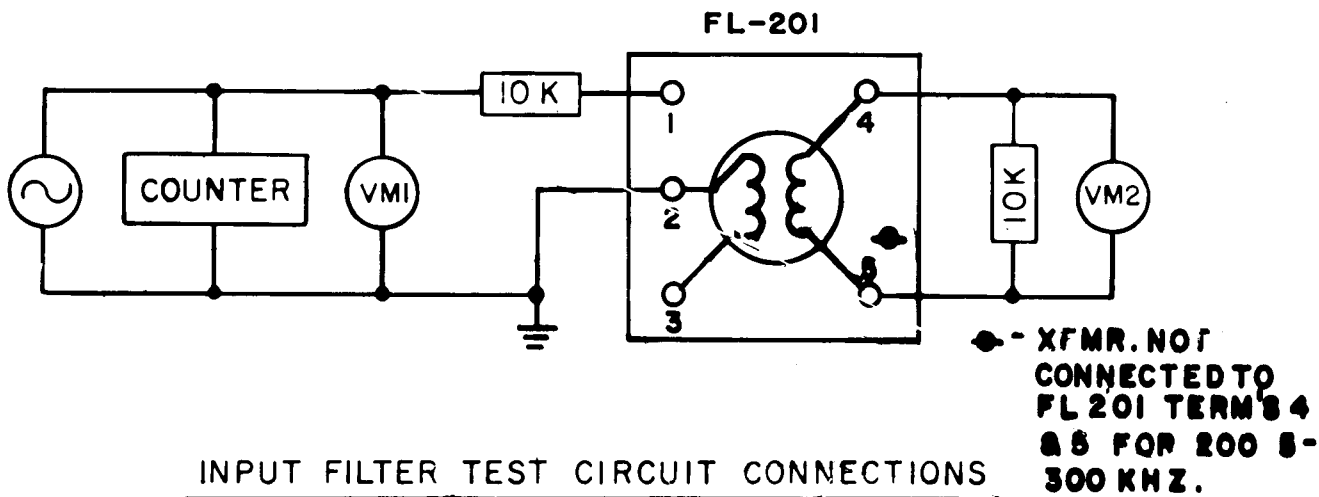 FL-201
10 K
1
4
COUNTER
VM1
2
10K
VM2
5
3
- XFMR. NOT
CONNECTED TO
FL 201 TERM'S 4
& 5 FOR 200 5-
300 KHZ.
INPUT FILTER TEST CIRCUIT CONNECTIONS